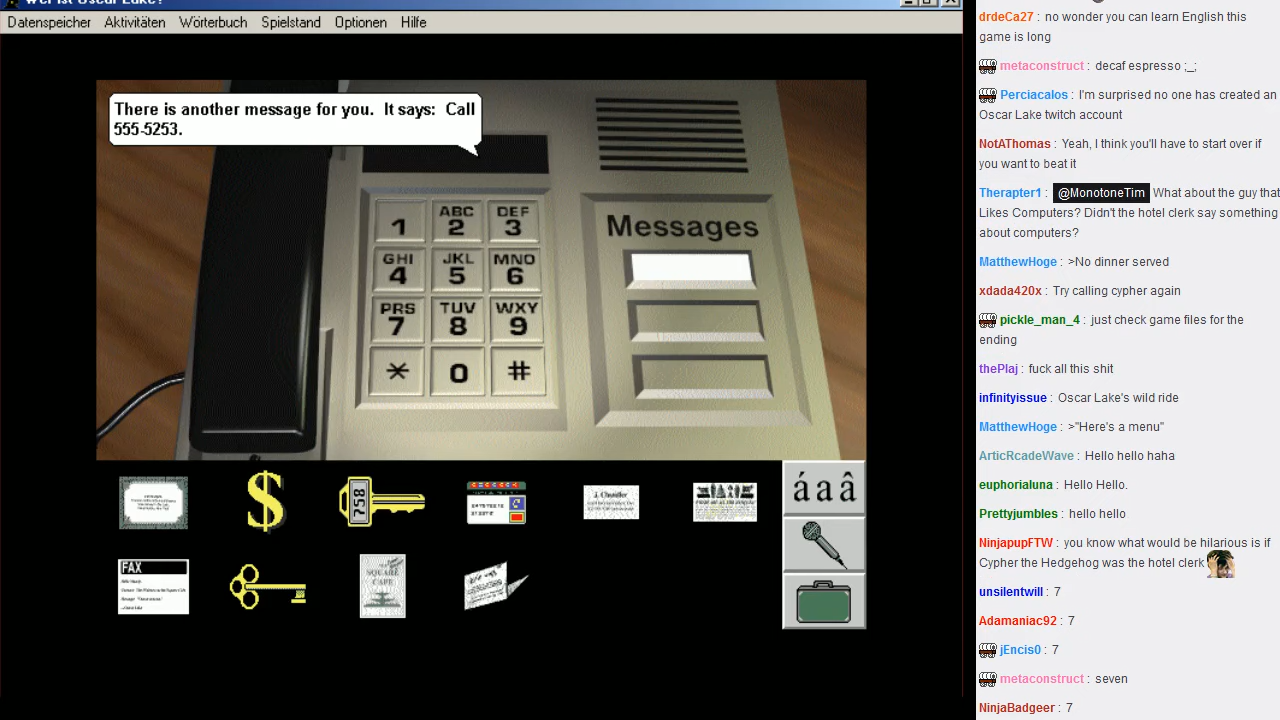 Wer ist Oscar Lake?
Datenspeicher Aktivitäten Wörterbuch Spielstand Optionen Hilfe
There is another message for you. It says: Call
555-5253.
1
ABC
2
DEF
3
GHI
4
JKL
5
MNO
6
PRS
7
TUV
8
WXY
9
*
0
#
Messages
$
758
J. Chandler
á a â
FAX
SQUARE
CAFE
drdeCa27 : no wonder you can learn English this
game is long
metaconstruct : decaf espresso ;_;
Perciacalos : I'm surprised no one has created an
Oscar Lake twitch account
NotAThomas : Yeah, I think you'll have to start over if
you want to beat it
Therapter1 : @MonotoneTim What about the guy that
Likes Computers? Didn't the hotel clerk say something
about computers?
MatthewHoge : >No dinner served
xdada420x : Try calling cypher again
pickle_man_4 : just check game files for the
ending
thePlaj : fuck all this shit
infinityissue : Oscar Lake's wild ride
MatthewHoge : >"Here's a menu"
ArticRcadeWave : Hello hello haha
euphorialuna : Hello Hello.
Prettyjumbles : hello hello
NinjapupFTW : you know what would be hilarious is if
Cypher the Hedgehog was the hotel clerk
unsilentwill : 7
Adamaniac92 : 7
jEncis0 : 7
metaconstruct : seven
NinjaBadgeer : 7